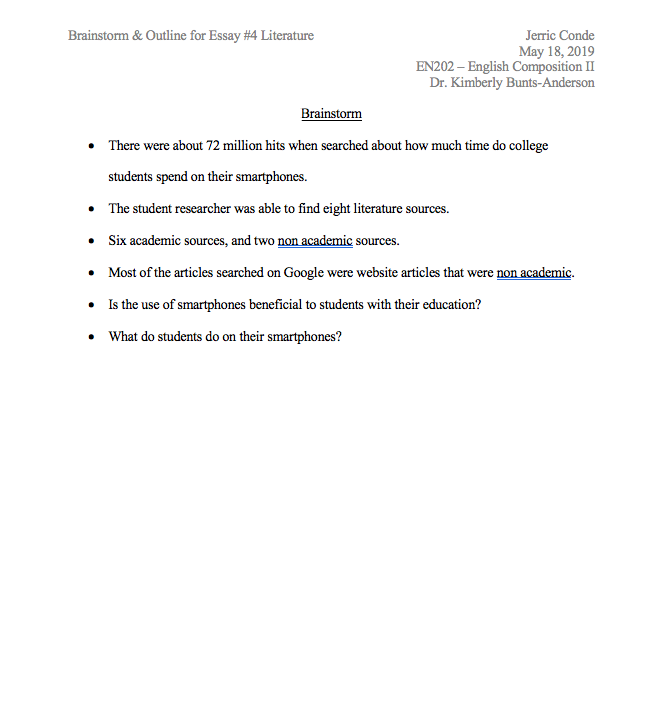 Brainstorm & Outline for Essay #4 Literature
Jerric Conde
May 18, 2019
EN202 – English Composition II
Dr. Kimberly Bunts-Anderson
Brainstorm
• There were about 72 million hits when searched about how much time do college
students spend on their smartphones.
• The student researcher was able to find eight literature sources.
• Six academic sources, and two non academic sources.
• Most of the articles searched on Google were website articles that were non academic.
• Is the use of smartphones beneficial to students with their education?
• What do students do on their smartphones?